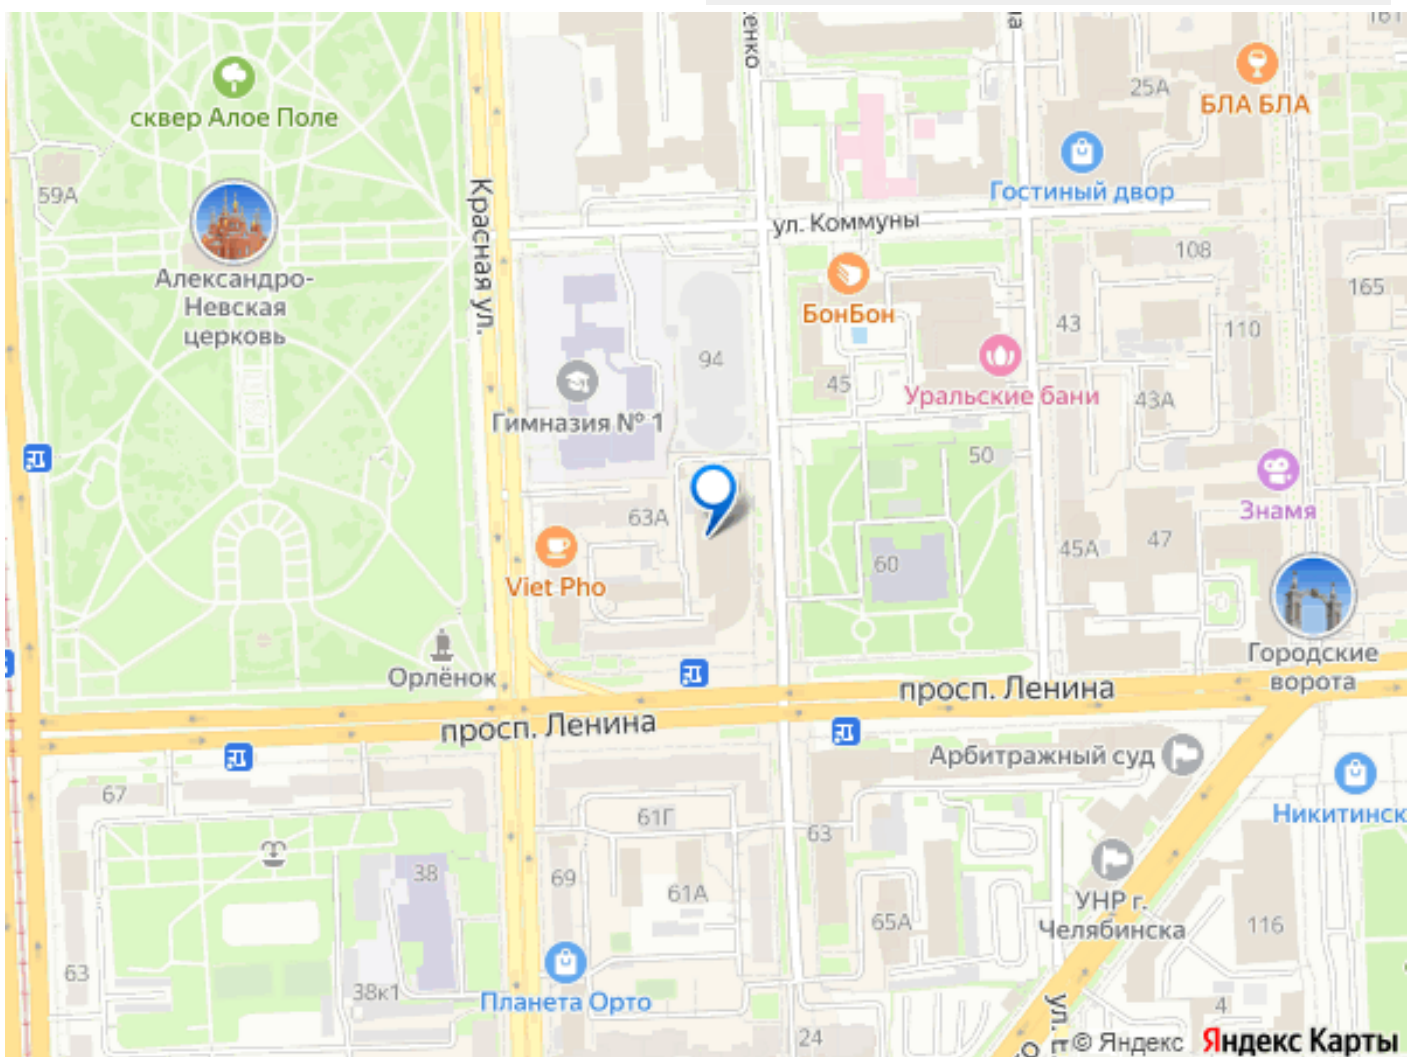 161
25А
БЛА БЛА
сквер Алое Поле
59А
Гостиный двор
Красная ул.
ул. Коммуны
108
Александро-
Невская
церковь
165
БонБон
43
110
94
45
Уральские бани
43А
Гимназия № 1
50
63А
Знамя
45А
47
60
Viet Pho
Орлёнок
Городские
ворота
просп. Ленина
просп. Ленина
Арбитражный суд
67
61Г
63
Никитинск
38
69
61А
65А
УНР г.
Челябинска
116
63
38к1
Планета Орто
4
24
ул.
© Яндекс Яндекс Карты